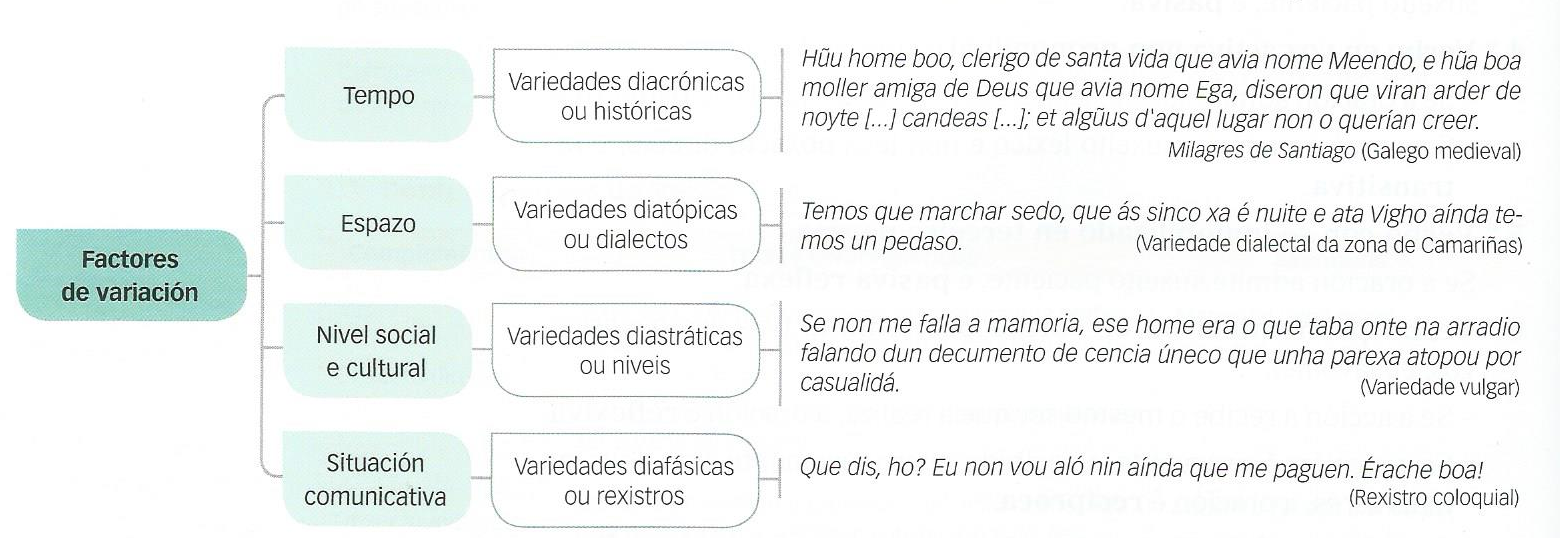 Factores
de variación
Tempo
Variedades diacrónicas
ou históricas
Hũu home boo, clerigo de santa vida que avia nome Meendo, e hũa boa
moller amiga de Deus que avia nome Ega, diseron que viran arder de
noyte [...] candeas [...]; et algũus d'aquel lugar non o querían creer.
Milagres de Santiago (Galego medieval)
Espazo
Variedades diatópicas
ou dialectos
Temos que marchar sedo, que ás sinco xa é nuite e ata Vigho aínda te-
mos un pedaso. (Variedade dialectal da zona de Camariñas)
Nivel social
e cultural
Variedades diastráticas
ou niveis
Se non me falla a mamoria, ese home era o que taba onte na arradio
falando dun decumento de cencia úneco que unha parexa atopou por
casualidá. (Variedade vulgar)
Situación
comunicativa
Variedades diafásicas
ou rexistros
Que dis, ho? Eu non vou aló nin aínda que me paguen. Érache boa!
(Rexistro coloquial)